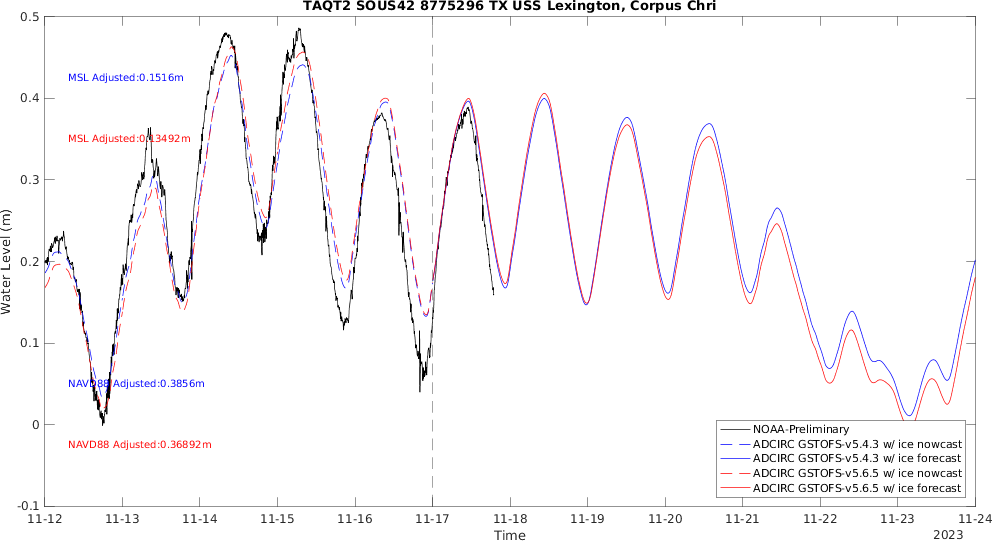 TAQT2 SOUS42 8775296 TX USS Lexington, Corpus Chri
0.5
0.4
0.3
0.2
0.1
0
-0.1
Water Level (m)
MSL Adjusted:0.1516m
MSL Adjusted:0.13492m
NAVD88 Adjusted:0.3856m
NAVD88 Adjusted:0.36892m
NOAA-Preliminary
ADCIRC GSTOFS-v5.4.3 w/ ice nowcast
ADCIRC GSTOFS-v5.4.3 w/ ice forecast
ADCIRC GSTOFS-v5.6.5 w/ ice nowcast
ADCIRC GSTOFS-v5.6.5 w/ ice forecast
11-12 11-13 11-14 11-15 11-16 11-17 11-18 11-19 11-20 11-21 11-22 11-23 11-24
Time
2023